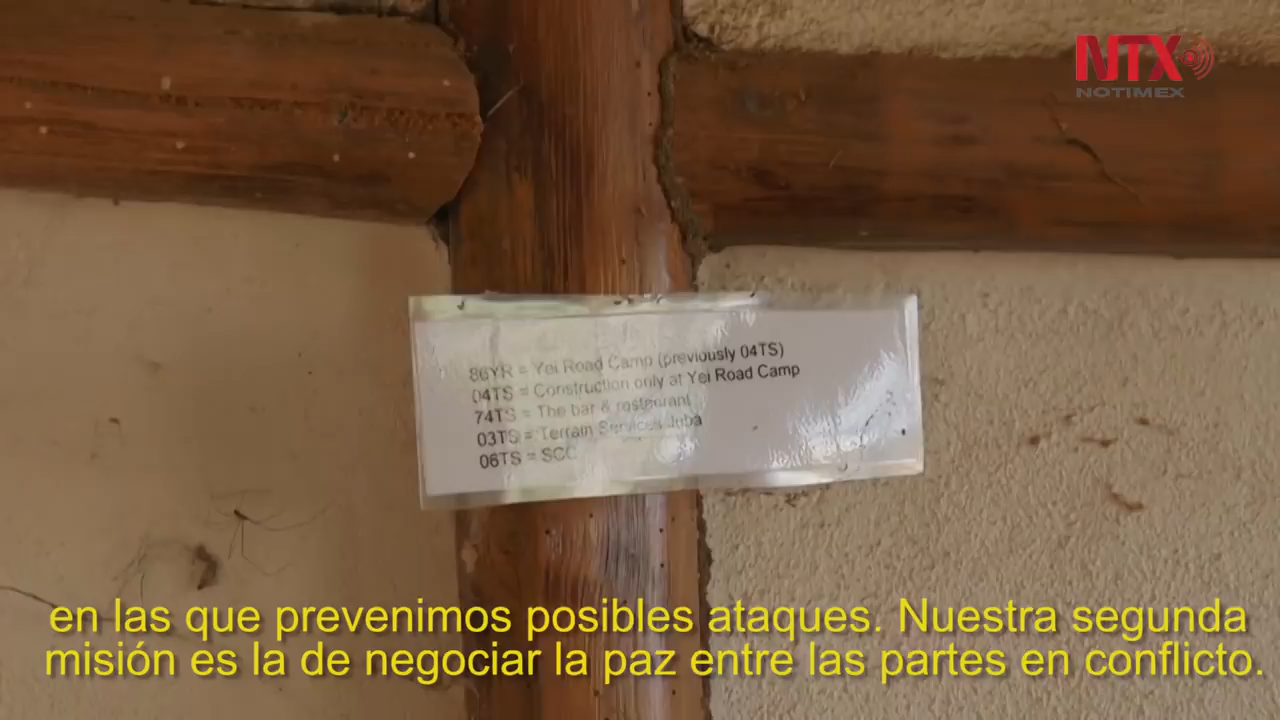 NTX
NOTIMEX
86YR = Yei Road Camp (previously 04TS)
04TS = Construction only at Yei Road Camp
74TS = The bar & restaurant
03TS = Terrain Services Juba
06TS = SCC
en las que prevenimos posibles ataques. Nuestra segunda
misión es la de negociar la paz entre las partes en conflicto.